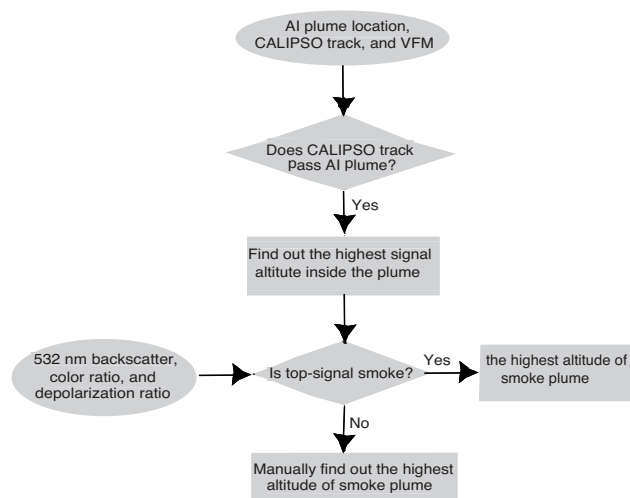 AI plume location,
CALIPSO track, and VFM
Does CALIPSO track
pass AI plume?
Yes
Find out the highest signal
altitute inside the plume
532 nm backscatter,
color ratio, and
depolarization ratio
Is top-signal smoke?
Yes
the highest altitude of
smoke plume
No
Manually find out the highest
altitude of smoke plume